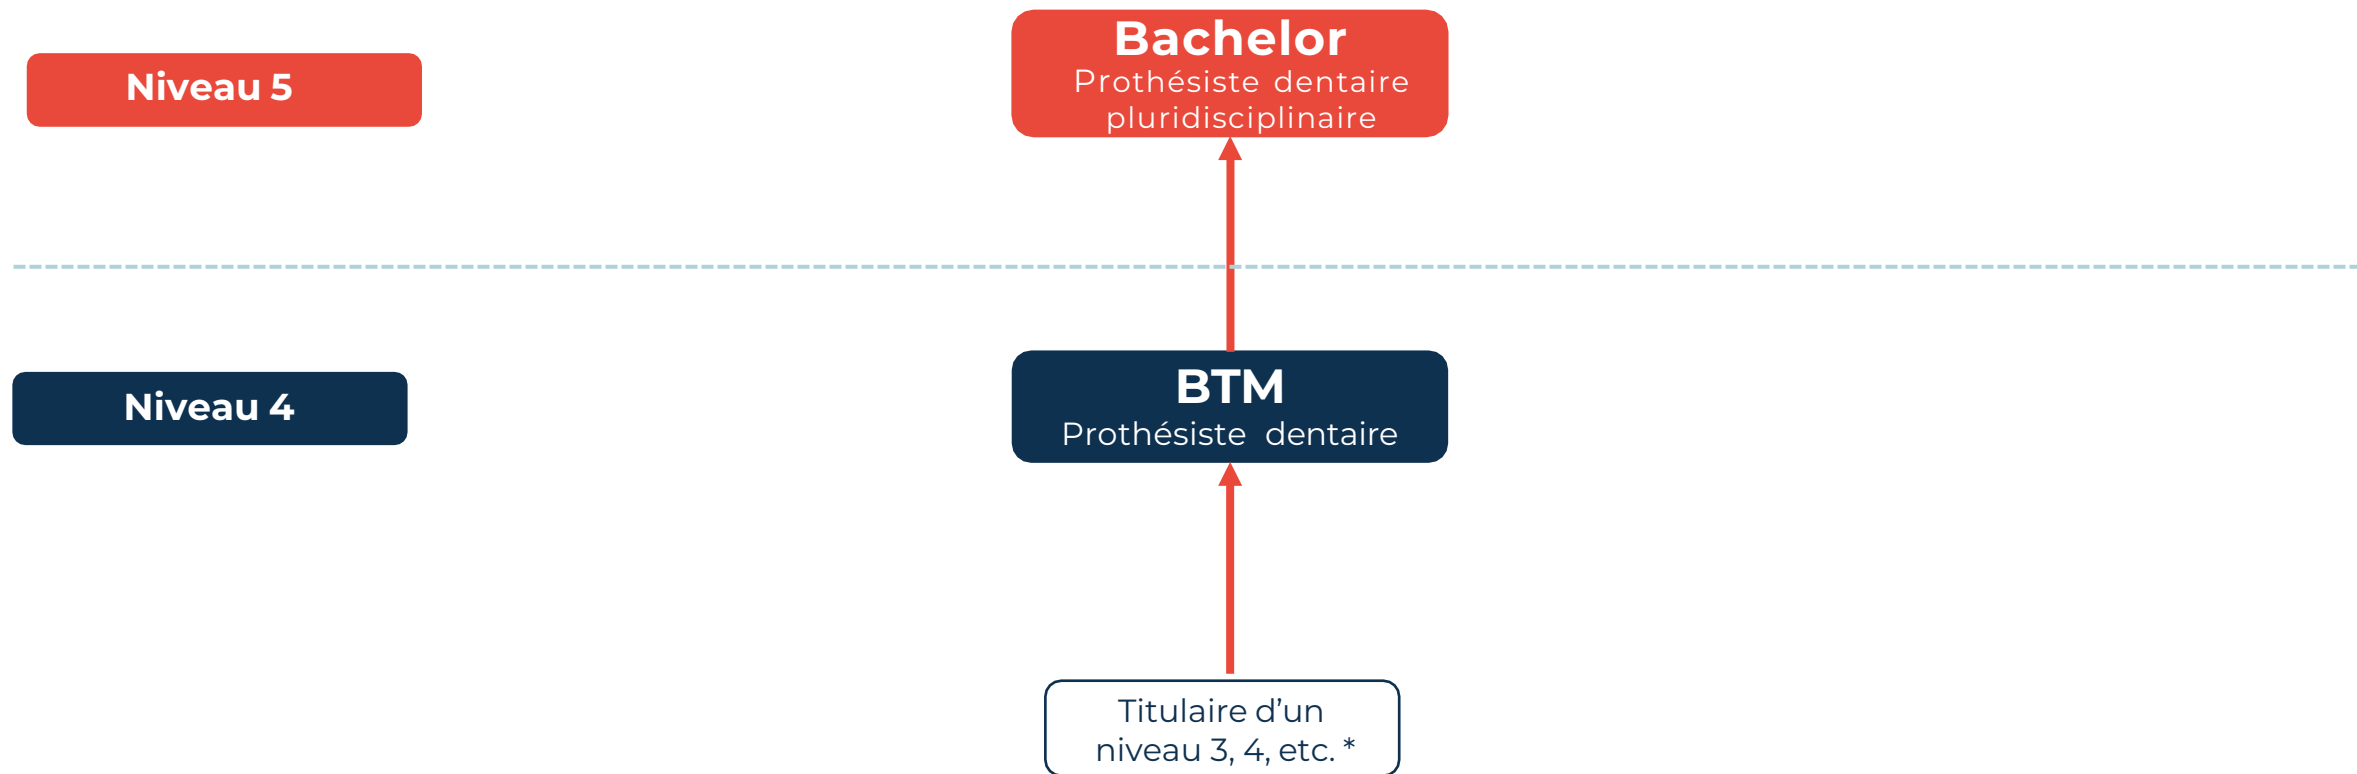 Niveau 5
Bachelor
Prothésiste dentaire
pluridisciplinaire
Niveau 4
BTM
Prothésiste dentaire
Titulaire d’un
niveau 3, 4, etc. *